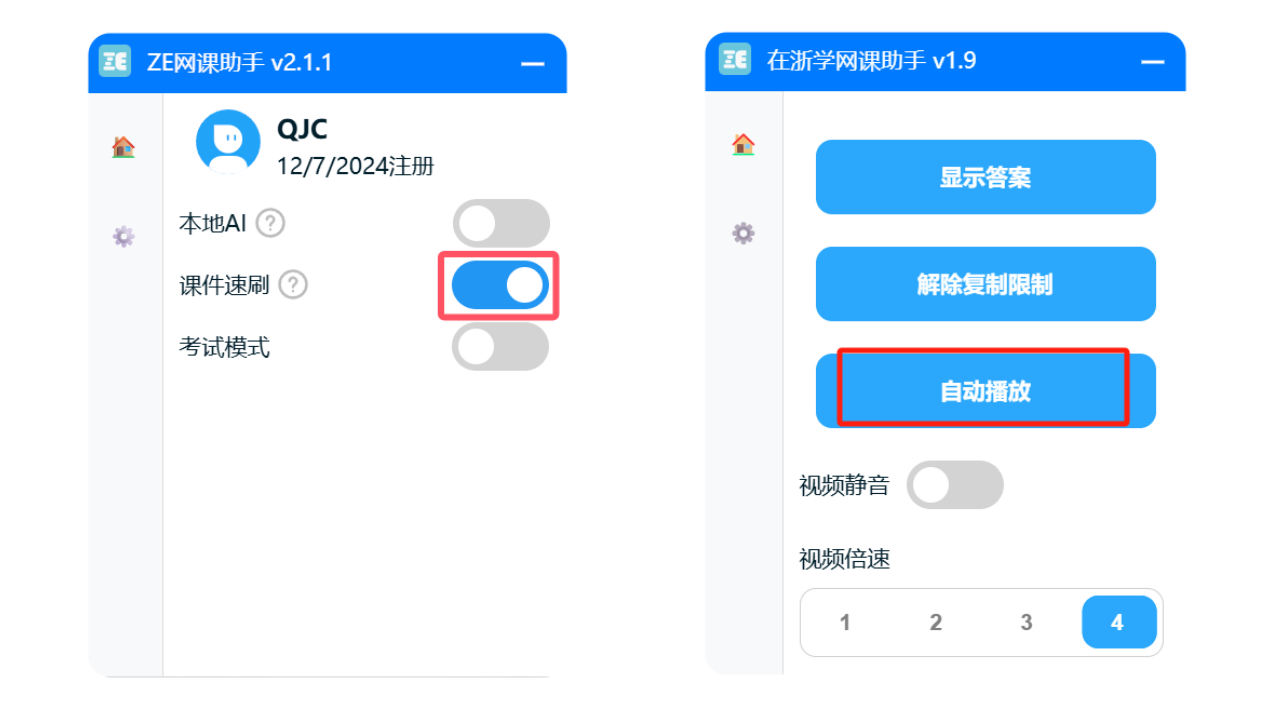 ZE ZE网课助手 v2.1.1
QJC
12/7/2024注册
本地AI ?
课件速刷 ?
考试模式
ZE 在浙学网课助手 v1.9
显示答案
解除复制限制
自动播放
视频静音
视频倍速
1 2 3 4